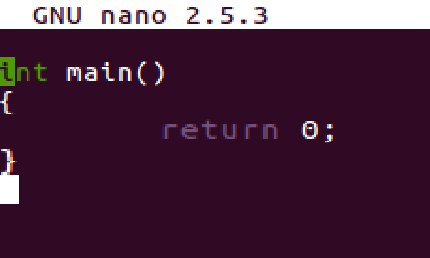 GNU nano 2.5.3
int main()
{
return 0;
}